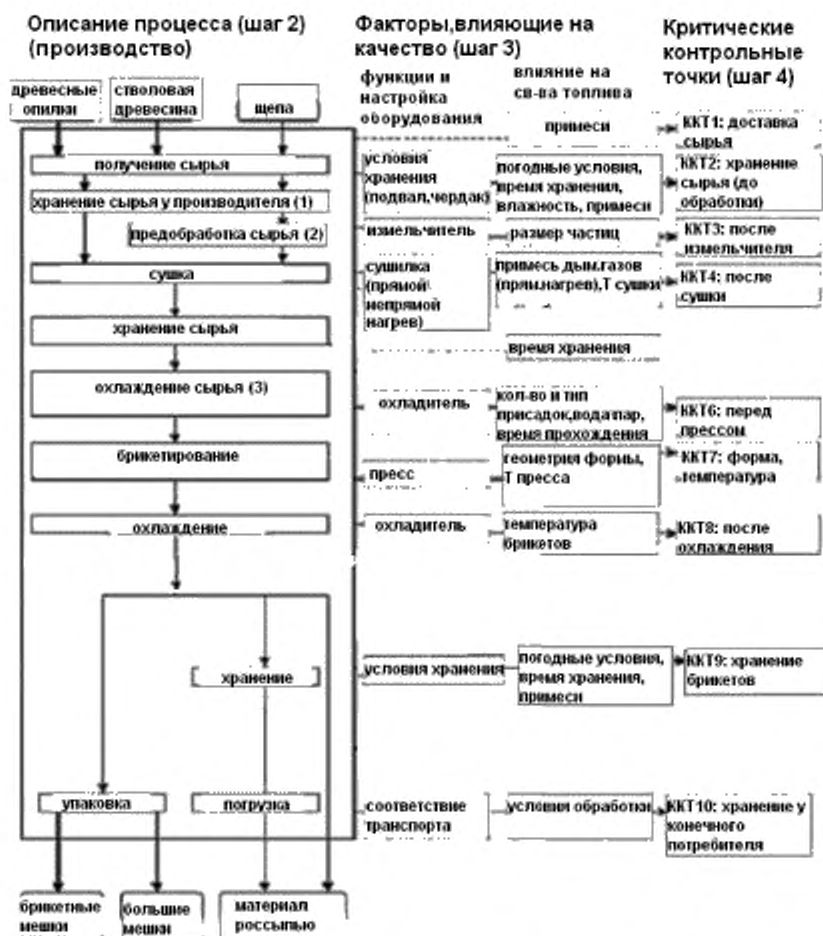 Описание процесса (шаг 2)
(производство)
Факторы,влияющие на
качество (шаг 3)
Критические
контрольные
точки (шаг 4)
функции и
настройка
оборудования
влияние на
св-ва топлива
древесные
опилки
стволовая
древесина
щепа
примеси
ККТ1: доставка
сырья
получение сырья
условия
хранения
(подвал,чердак)
погодные условия,
время хранения,
влажность, примеси
ККТ2: хранение
сырья (до
обработки)
хранение сырья у производителя (1)
предобработка сырья (2)
измельчитель
размер частиц
ККТ3: после
измельчителя
сушка
сушилка
(прямой
непрямой
нагрев)
примесь дым.газов
(прям.нагрев),Т сушки
ККТ4: после
сушки
хранение сырья
время хранения
охлаждение сырья (3)
охладитель
кол-во и тип
присадок,вода/пар,
время прохождения
ККТ6: перед
прессом
брикетирование
пресс
геометрия формы,
Т пресса
ККТ7: форма,
температура
охлаждение
охладитель
температура
брикетов
ККТ8: после
охлаждения
хранение
условия хранения
погодные условия,
время хранения,
примеси
ККТ9: хранение
брикетов
упаковка
погрузка
соответствие
транспорта
условия обработки
ККТ10: хранение у
конечного
потребителя
брикетные
мешки
большие
мешки
материал
россыпью